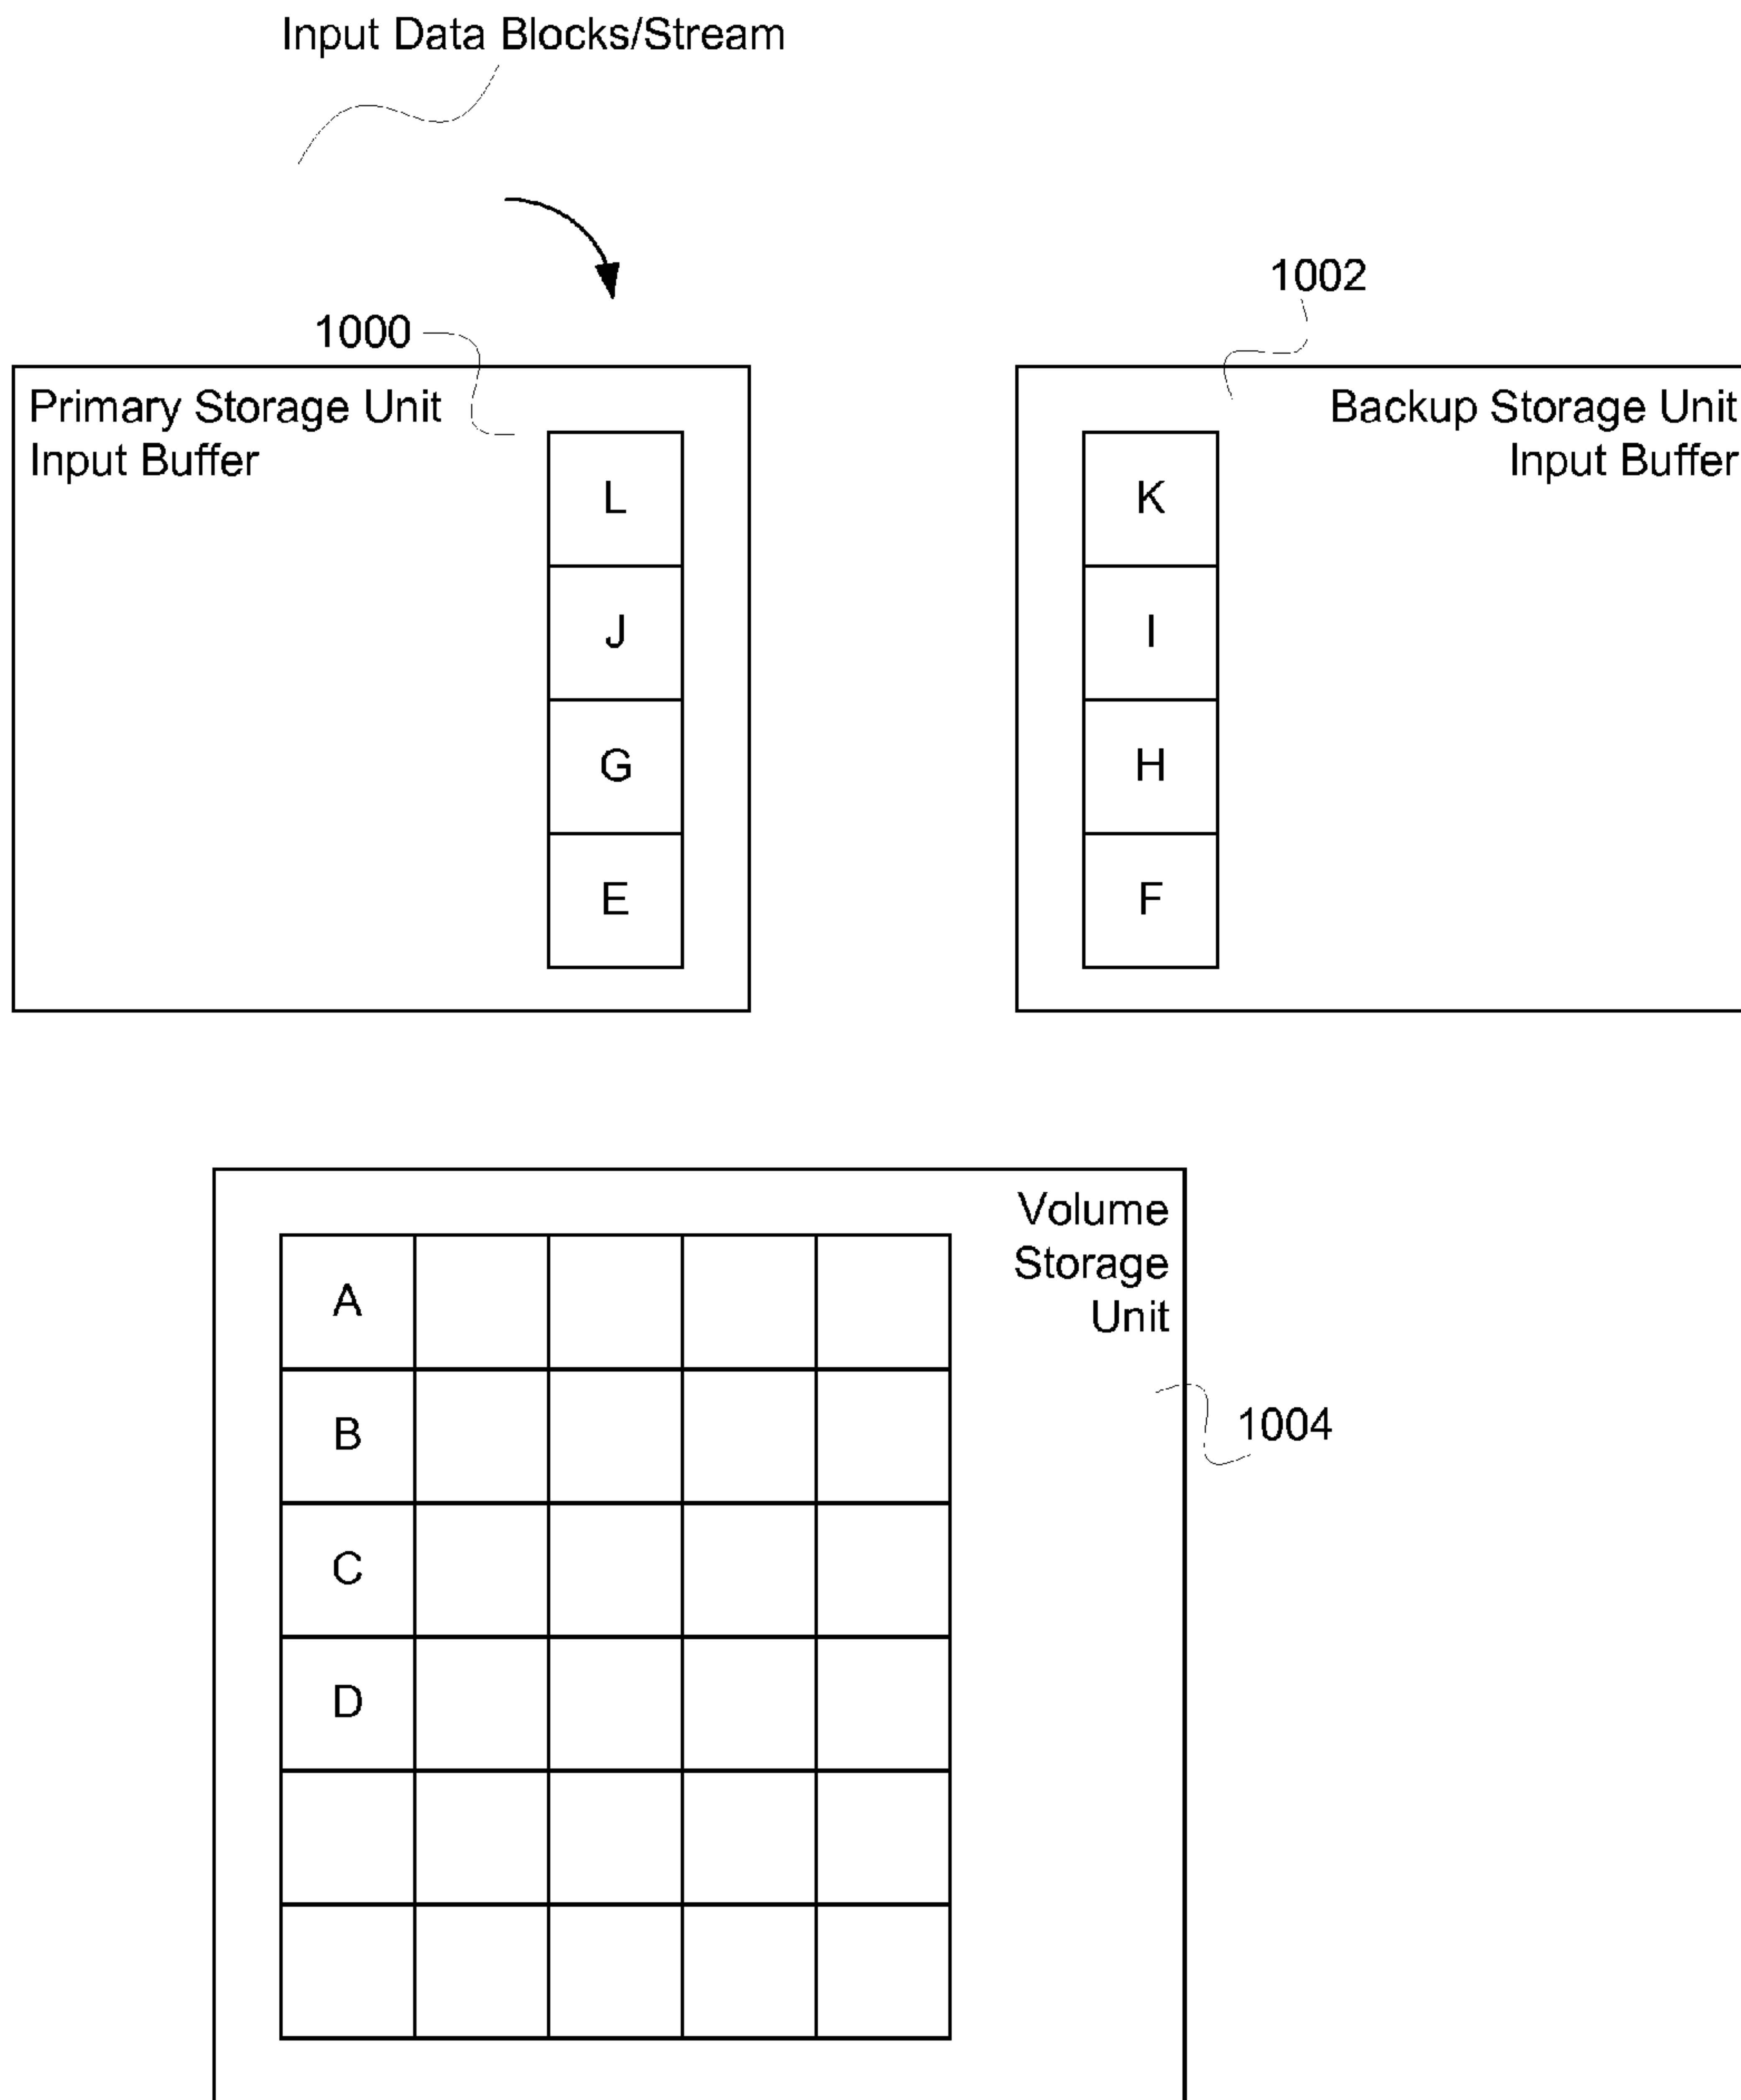 Input Data Blocks/Stream
1002
1000
Primary Storage Unit
Input Buffer
L
J
G
E
Backup Storage Unit
Input Buffer
K
I
H
F
Volume
Storage
Unit
A
B
C
D
1004